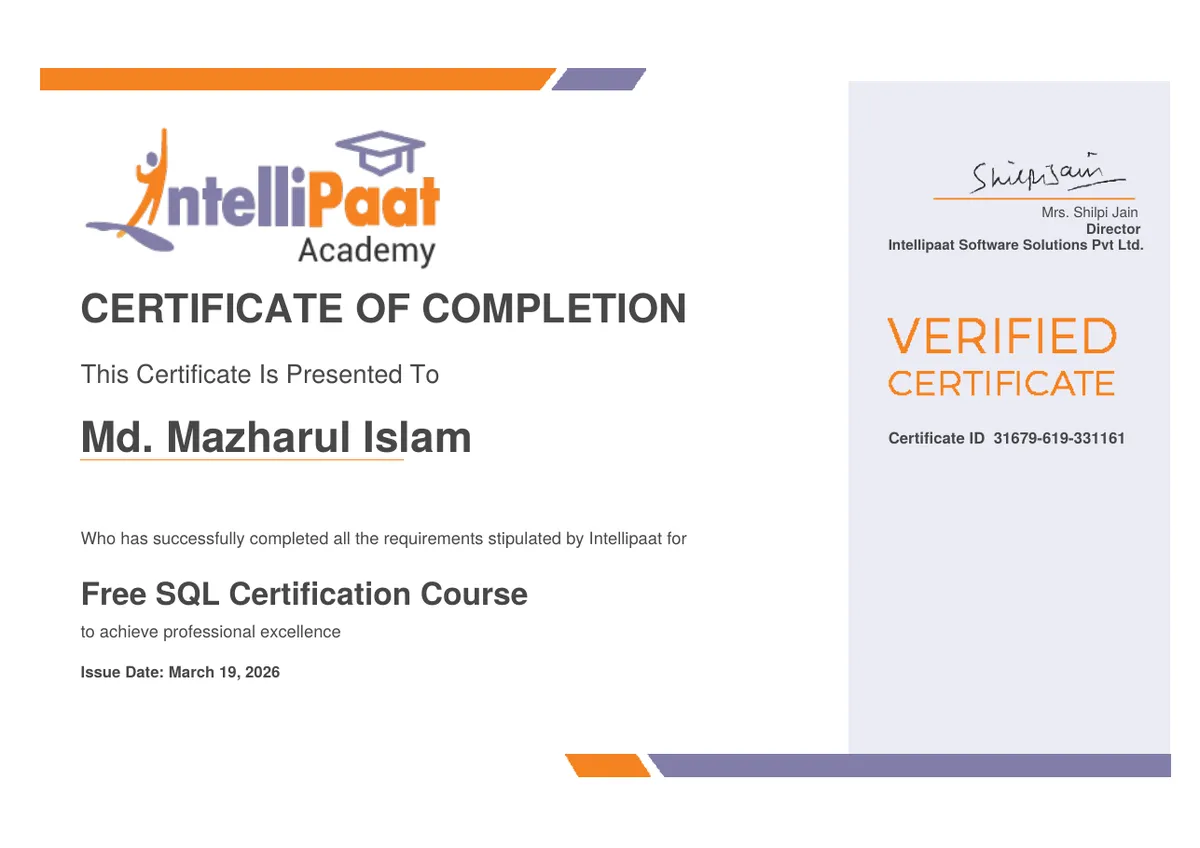 IntelliPaat
Academy
CERTIFICATE OF COMPLETION
This Certificate Is Presented To
Md. Mazharul Islam
Who has successfully completed all the requirements stipulated by Intellipaat for
Free SQL Certification Course
to achieve professional excellence
Issue Date: March 19, 2026
Shilpi Jain
Mrs. Shilpi Jain
Director
Intellipaat Software Solutions Pvt Ltd.
VERIFIED
CERTIFICATE
Certificate ID 31679-619-331161